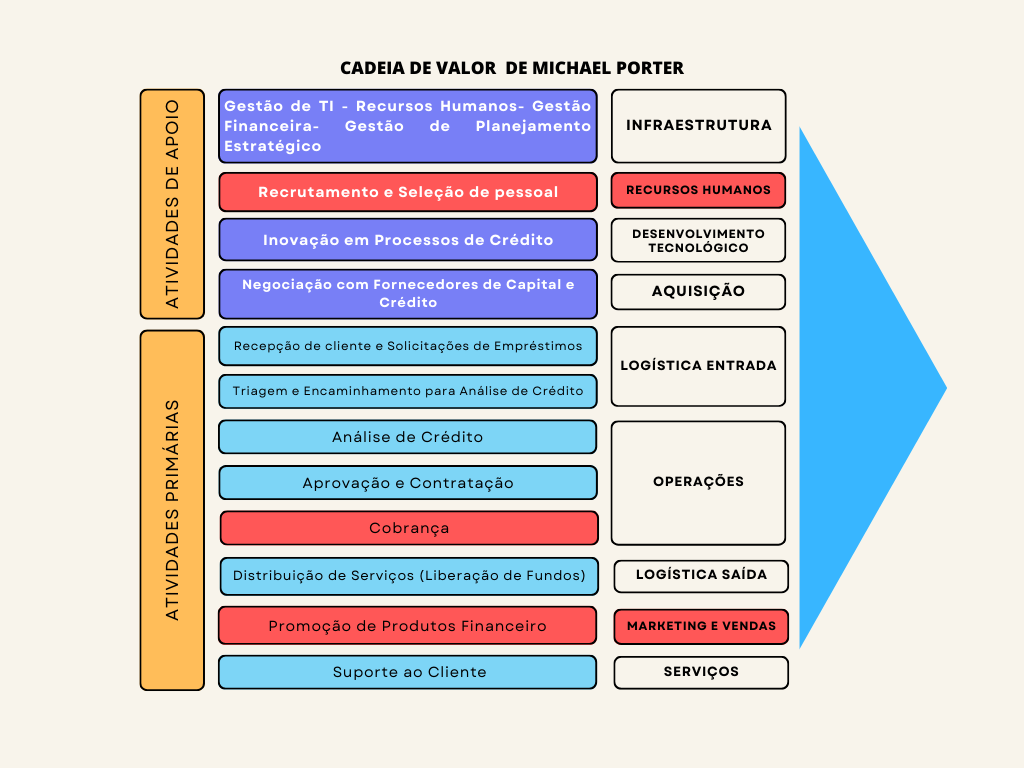 CADEIA DE VALOR DE MICHAEL PORTER
ATIVIDADES DE APOIO
Gestão de TI - Recursos Humanos- Gestão
Financeira- Gestão de Planejamento
Estratégico
INFRAESTRUTURA
Recrutamento e Seleção de pessoal
RECURSOS HUMANOS
Inovação em Processos de Crédito
DESENVOLVIMENTO
TECNOLÓGICO
Negociação com Fornecedores de Capital e
Crédito
AQUISIÇÃO
ATIVIDADES PRIMÁRIAS
Recepção de cliente e Solicitações de Empréstimos
Triagem e Encaminhamento para Análise de Crédito
LOGÍSTICA ENTRADA
Análise de Crédito
Aprovação e Contratação
Cobrança
OPERAÇÕES
Distribuição de Serviços (Liberação de Fundos)
LOGÍSTICA SAÍDA
Promoção de Produtos Financeiro
MARKETING E VENDAS
Suporte ao Cliente
SERVIÇOS